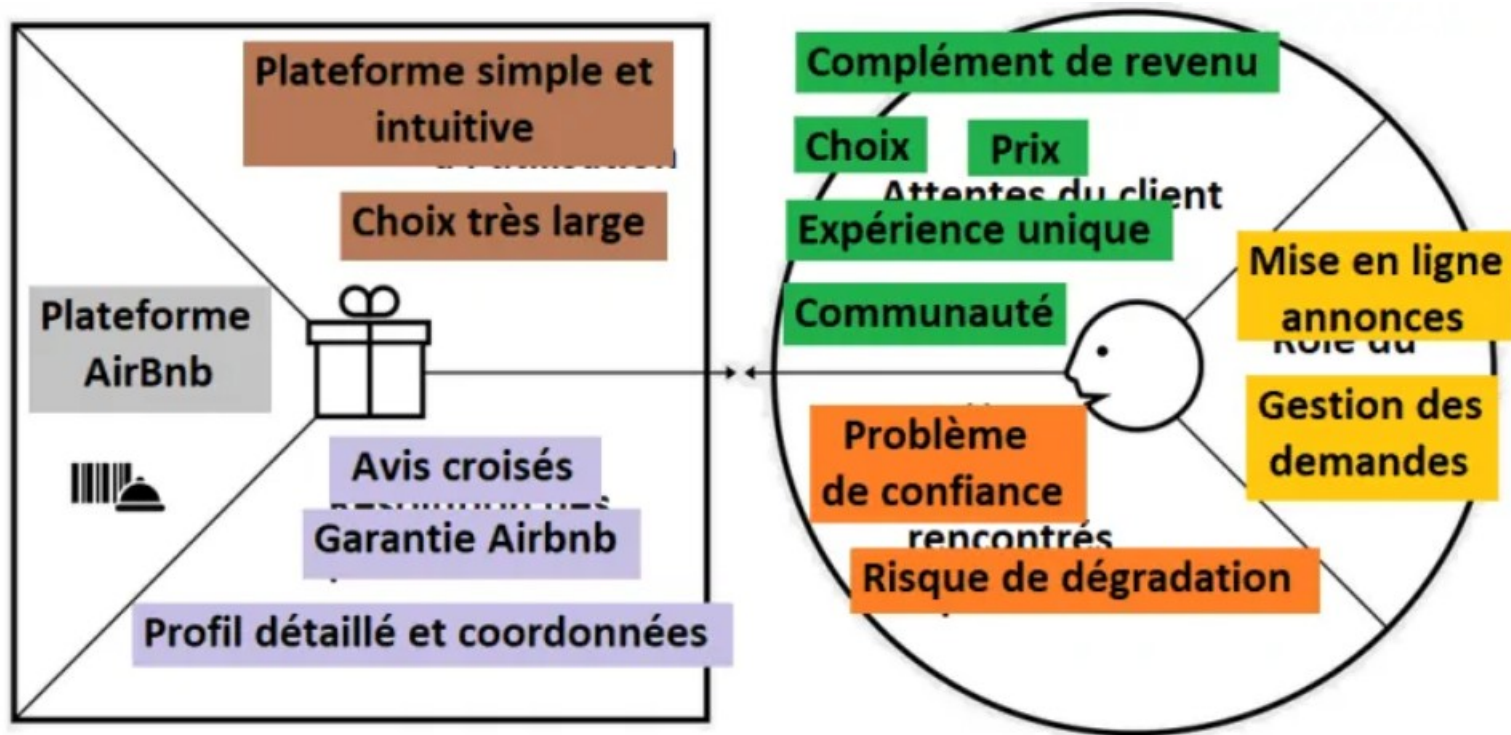 Plateforme simple et
intuitive
Choix très large
Plateforme
AirBnb
Avis croisés
Garantie Airbnb
Profil détaillé et coordonnées
Complément de revenu
Choix
Prix
Attentes du client
Expérience unique
Communauté
Mise en ligne
annonces
Rôle du
Gestion des
demandes
Problème
de confiance
rencontrés
Risque de dégradation